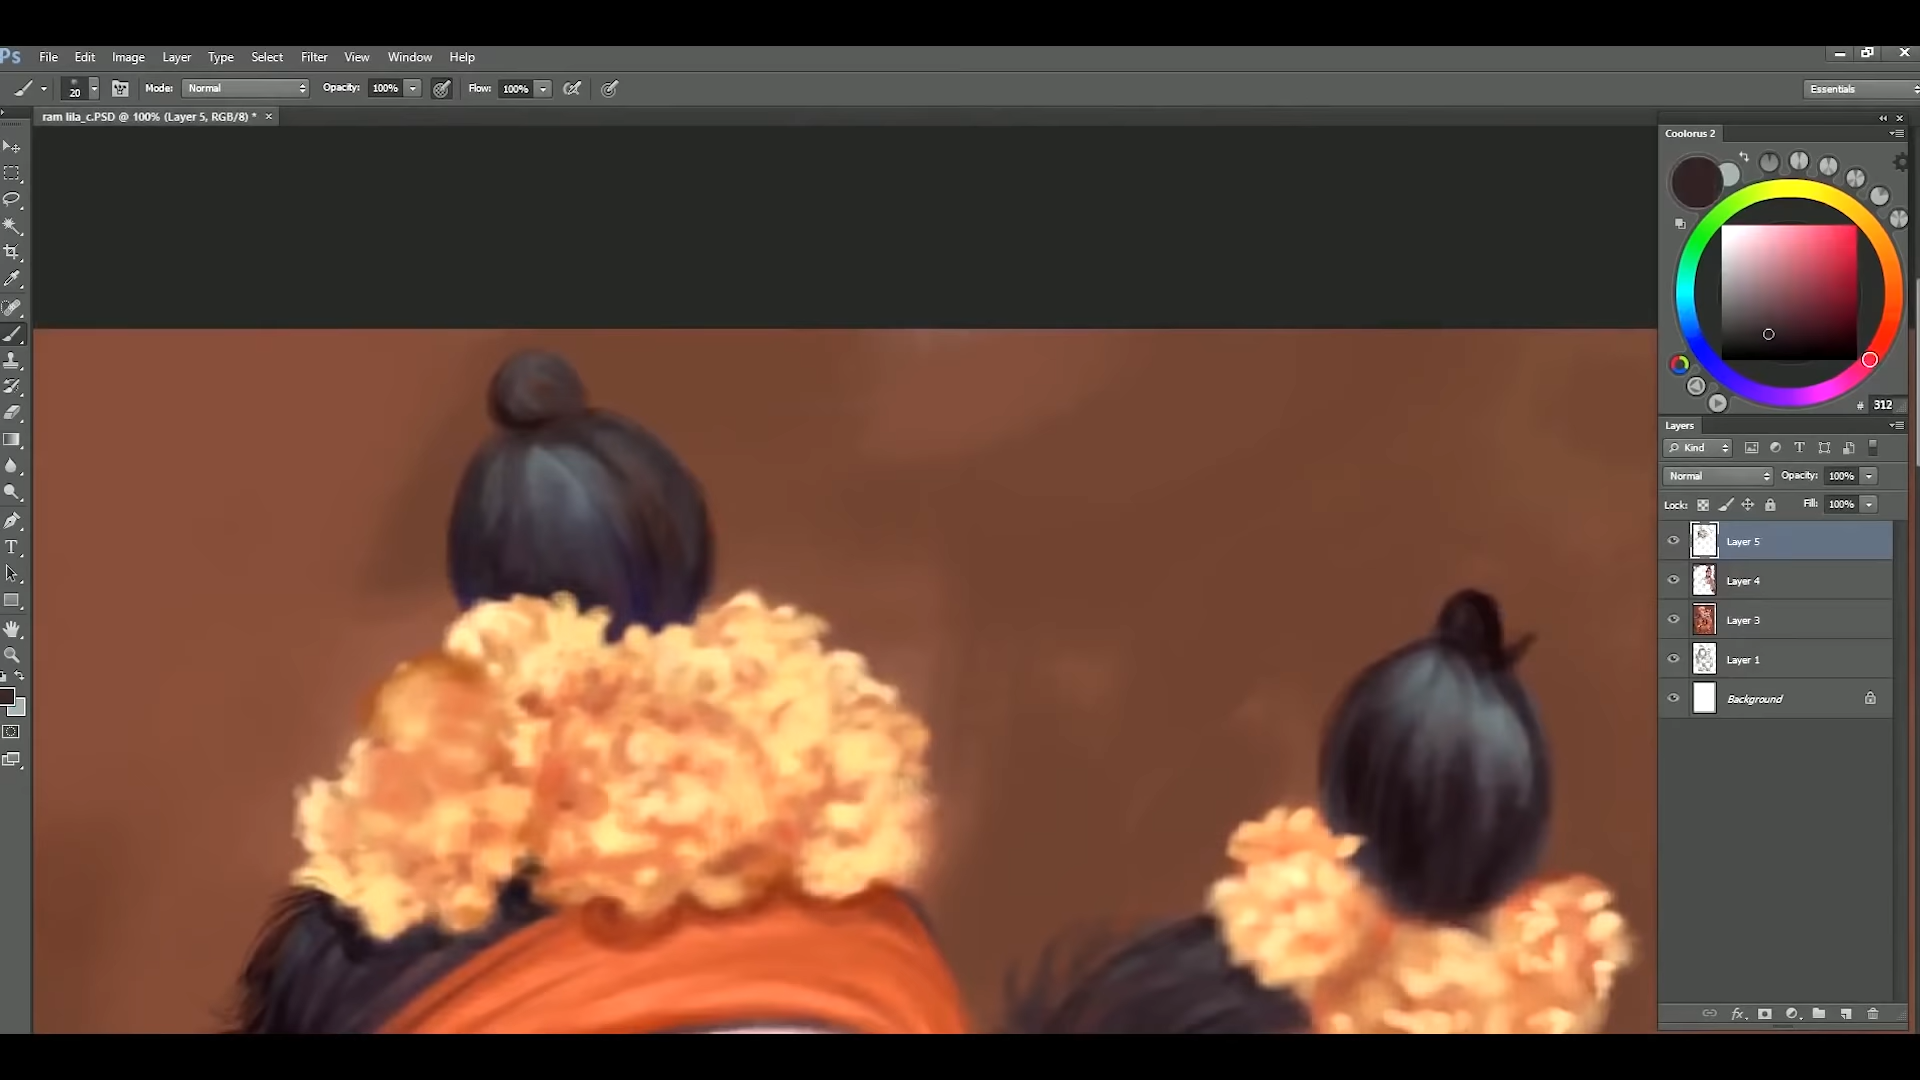 Ps File Edit Image Layer Type Select Filter View Window Help
20 Mode: Normal Opacity: 100% Flow: 100% Essentials
ram lila_c.PSD @ 100% (Layer 5, RGB/8) * ×
Coolorus 2
# 312
Layers
Kind T
Normal Opacity: 100%
Lock: Fill: 100%
Layer 5
Layer 4
Layer 3
Layer 1
Background
fx